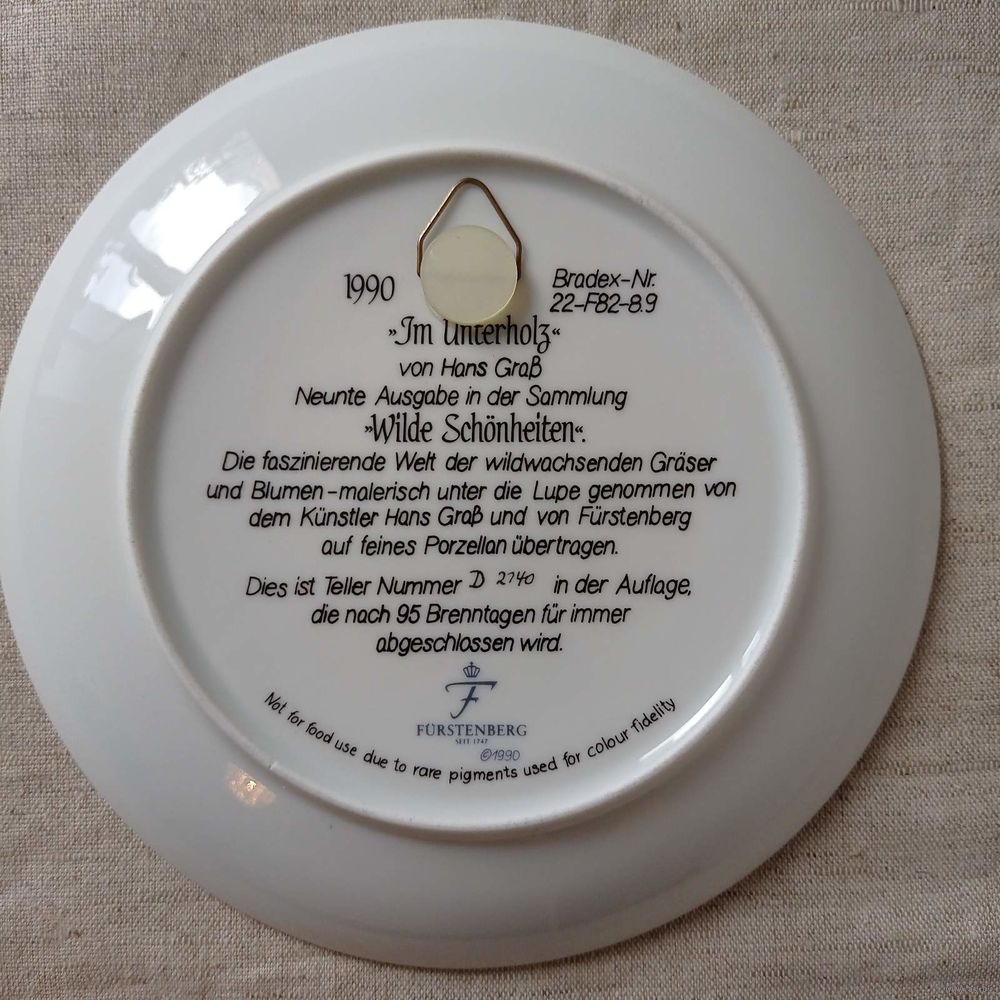 1990
Bradex-Nr.
22-F82-8.9
»Im Unterholz«
von Hans Graß
Neunte Ausgabe in der Sammlung
»Wilde Schönheiten«.
Die faszinierende Welt der wildwachsenden Gräser
und Blumen - malerisch unter die Lupe genommen von
dem Künstler Hans Graß und von Fürstenberg
auf feines Porzellan übertragen.
Dies ist Teller Nummer D 2740 in der Auflage,
die nach 95 Brenntagen für immer
abgeschlossen wird.
F
FÜRSTENBERG
SEIT 1747
©1990
Not for food use due to rare pigments used for colour fidelity